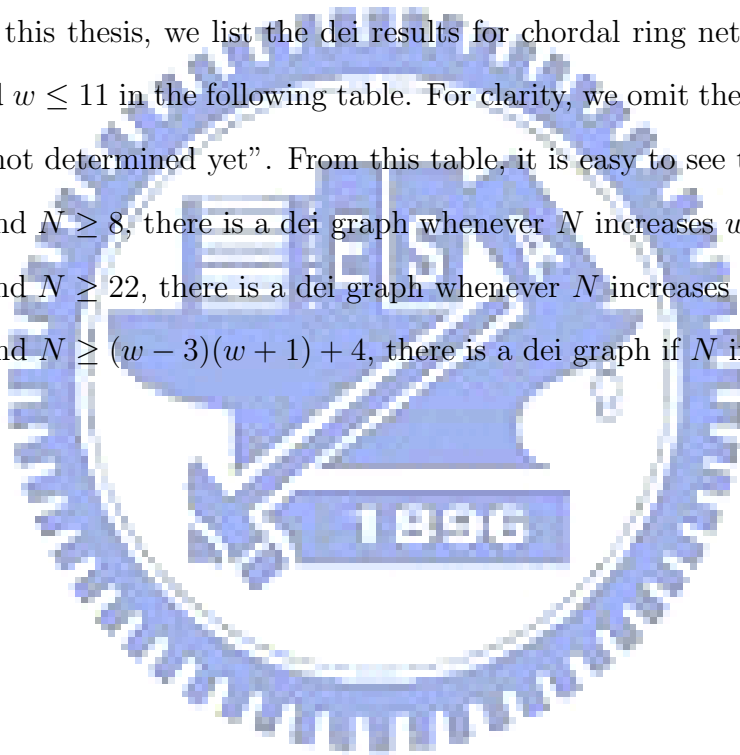 this thesis, we list the dei results for chordal ring net
w ≤ 11 in the following table. For clarity, we omit the
not determined yet”. From this table, it is easy to see t
nd N ≥ 8, there is a dei graph whenever N increases w
nd N ≥ 22, there is a dei graph whenever N increases
nd N ≥ (w − 3)(w + 1) + 4, there is a dei graph if N i
E S A
1896